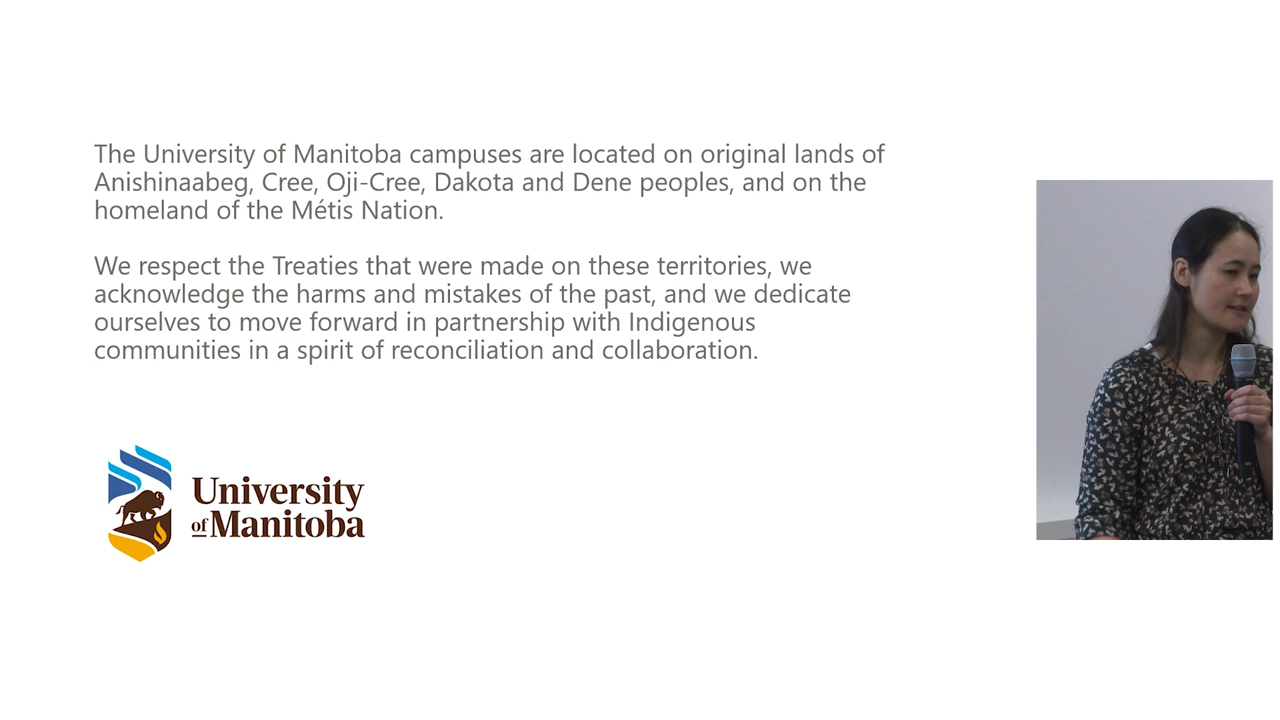 The University of Manitoba campuses are located on original lands of
Anishinaabeg, Cree, Oji-Cree, Dakota and Dene peoples, and on the
homeland of the Métis Nation.
We respect the Treaties that were made on these territories, we
acknowledge the harms and mistakes of the past, and we dedicate
ourselves to move forward in partnership with Indigenous
communities in a spirit of reconciliation and collaboration.
University
of Manitoba